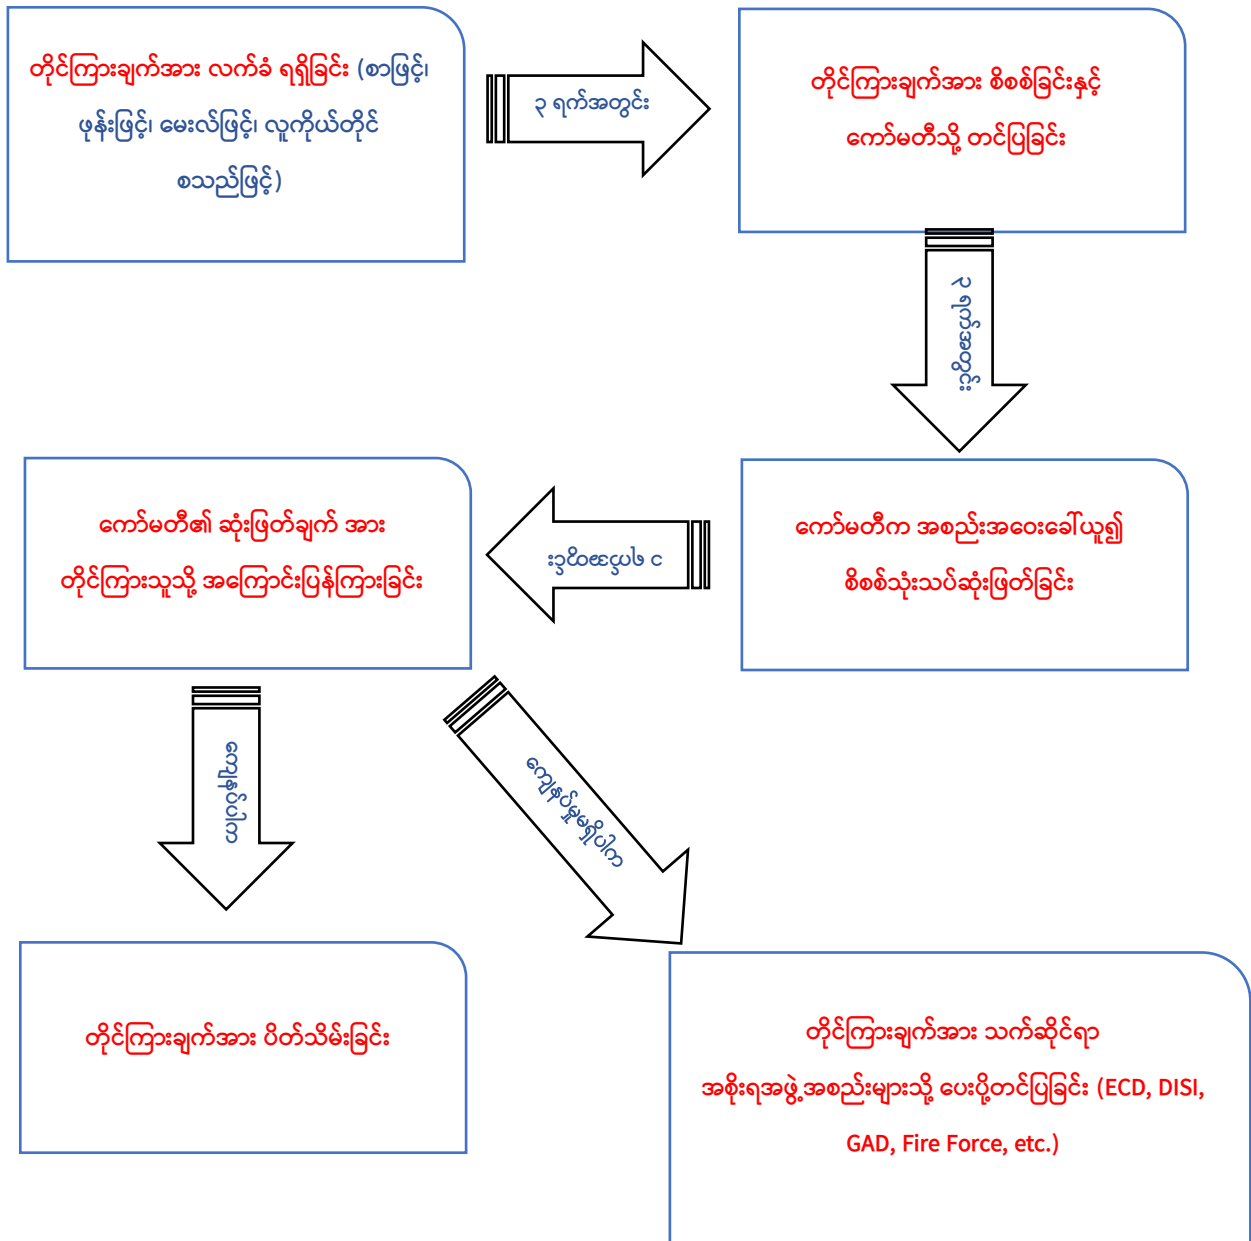 တိုင်ကြားချက်အား လက်ခံ ရရှိခြင်း (စာဖြင့်၊
ဖုန်းဖြင့်၊ မေးလ်ဖြင့်၊ လူကိုယ်တိုင်
စသည်ဖြင့်)
၃ ရက်အတွင်း
တိုင်ကြားချက်အား စိစစ်ခြင်းနှင့်
ကော်မတီသို့ တင်ပြခြင်း
၃ ရက်အတွင်း
ကော်မတီက အစည်းအဝေးခေါ်ယူ၍
စိစစ်သုံးသပ်ဆုံးဖြတ်ခြင်း
၁ ရက်အတွင်း
ကော်မတီ၏ ဆုံးဖြတ်ချက် အား
တိုင်ကြားသူသို့ အကြောင်းပြန်ကြားခြင်း
ကျေနပ်ပါက
ကျေနပ်မှုမရှိပါက
တိုင်ကြားချက်အား ပိတ်သိမ်းခြင်း
တိုင်ကြားချက်အား သက်ဆိုင်ရာ
အစိုးရအဖွဲ့အစည်းများသို့ ပေးပို့တင်ပြခြင်း (ECD, DISI,
GAD, Fire Force, etc.)